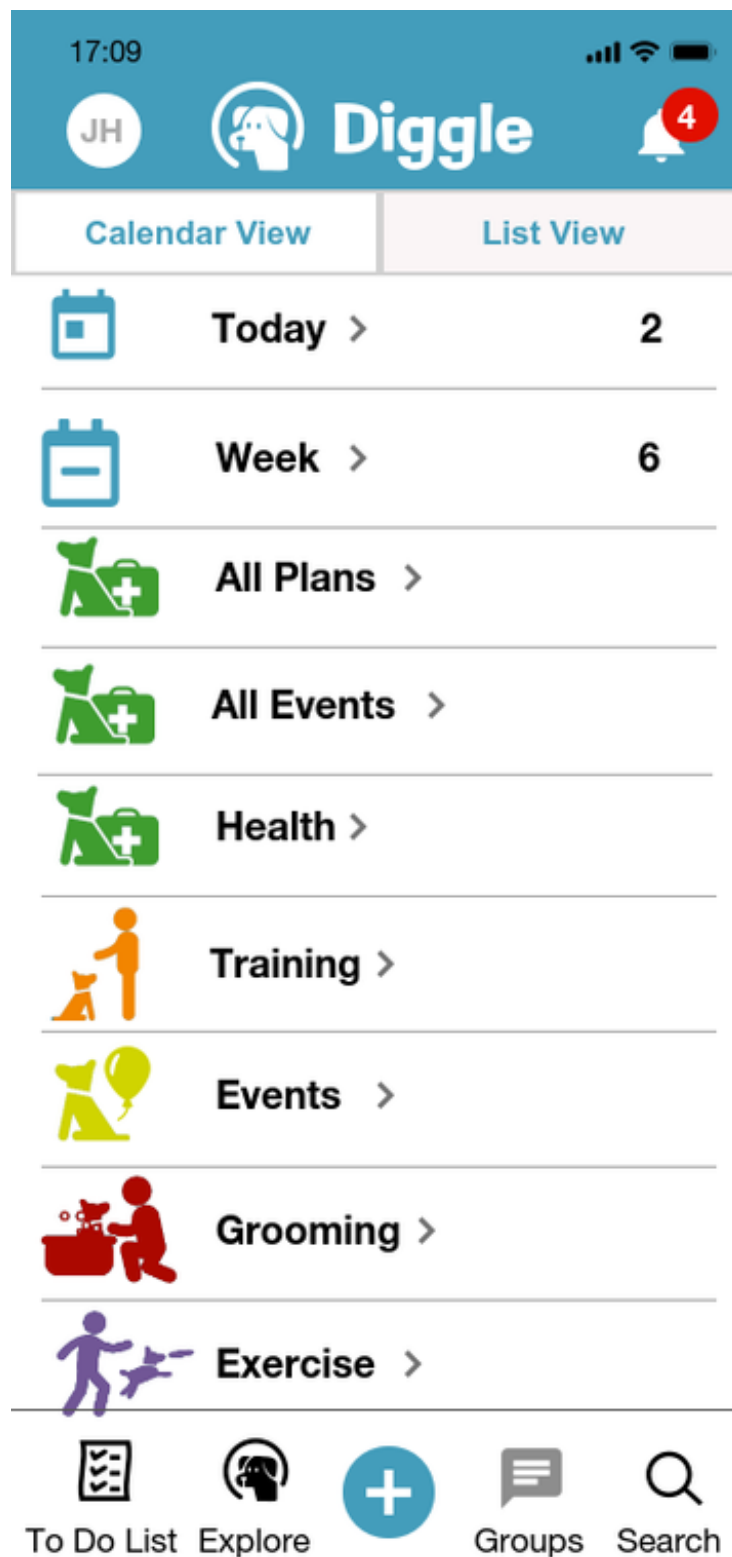 17:09
JH Diggle 4
Calendar View List View
Today > 2
Week > 6
All Plans >
All Events >
Health >
Training >
Events >
Grooming >
Exercise >
To Do List Explore Groups Search